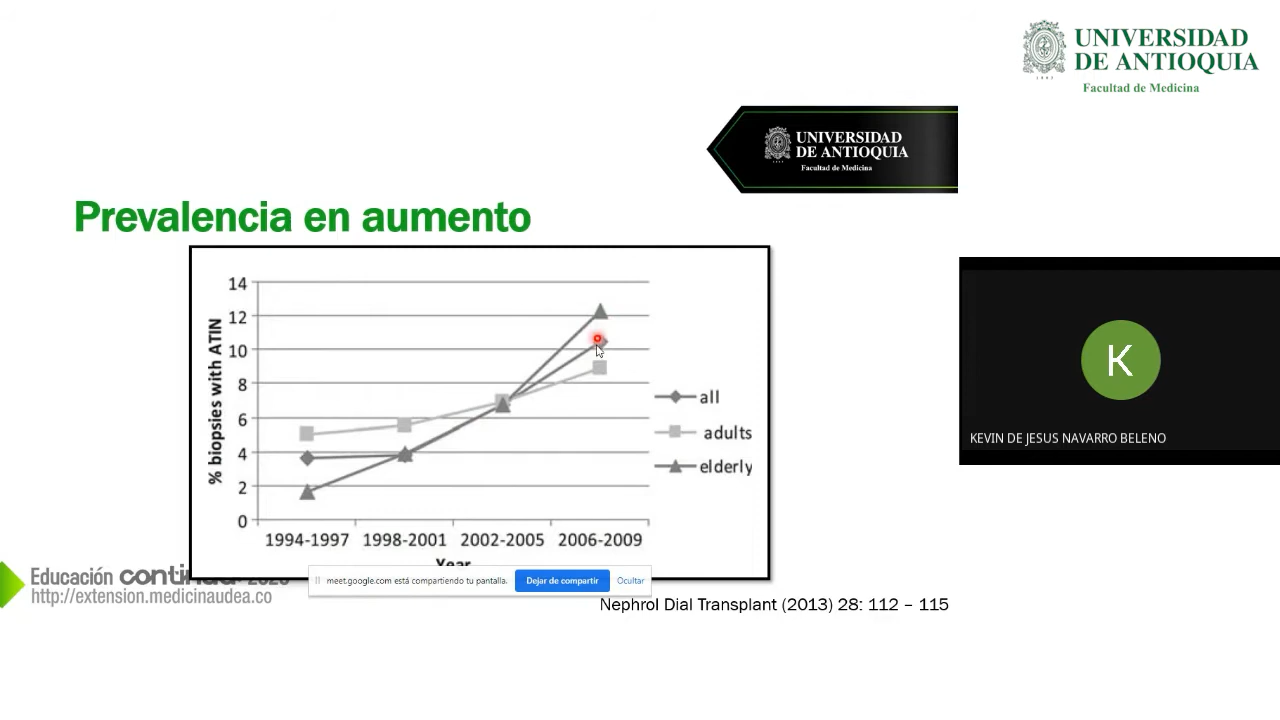 UNIVERSIDAD
DE ANTIOQUIA
Facultad de Medicina
UNIVERSIDAD
DE ANTIOQUIA
Facultad de Medicina
Prevalencia en aumento
% biopsies with ATIN
14
12
10
8
6
4
2
0
1994-1997 1998-2001 2002-2005 2006-2009
Year
all
adults
elderly
K
KEVIN DE JESUS NAVARRO BELENO
Educación
http://extension.medicinaudea.co
meet.google.com está compartiendo tu pantalla.
Dejar de compartir
Ocultar
Nephrol Dial Transplant (2013) 28: 112 – 115